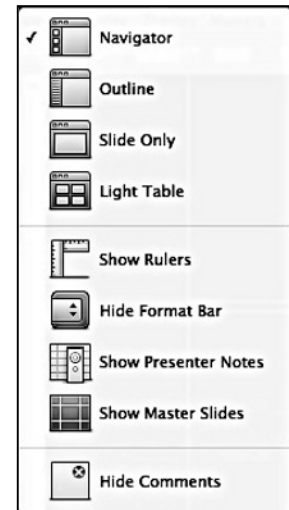 Navigator
Outline
Slide Only
Light Table
Show Rulers
Hide Format Bar
Show Presenter Notes
Show Master Slides
Hide Comments